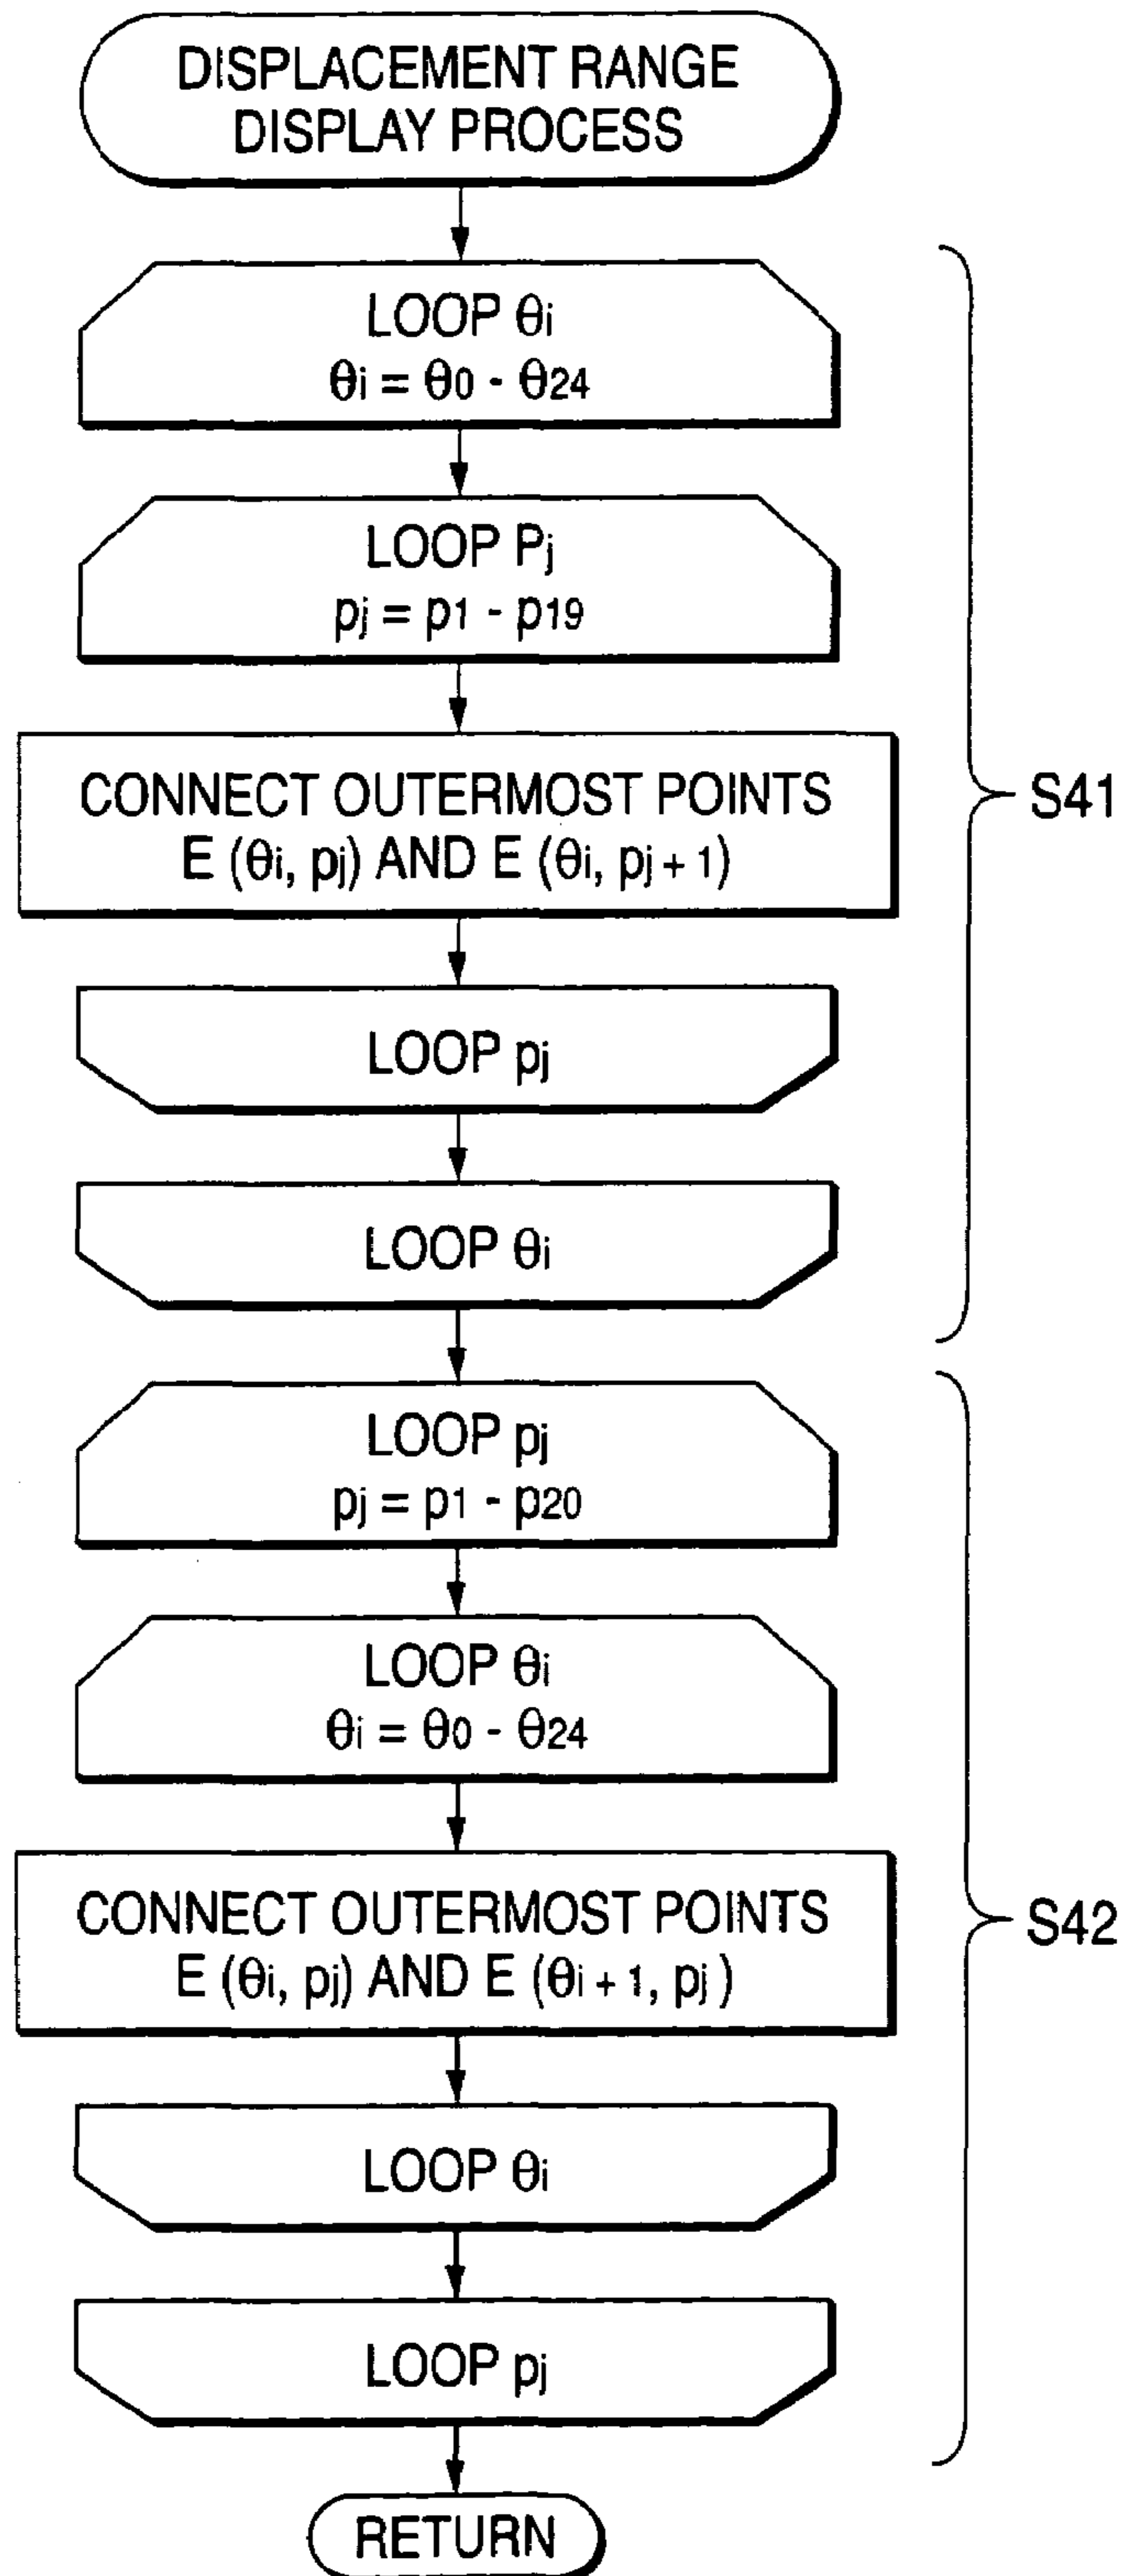 DISPLACEMENT RANGE
DISPLAY PROCESS
LOOP θi
θi = θ0 - θ24
LOOP Pj
pj = p1 - p19
CONNECT OUTERMOST POINTS
E (θi, pj) AND E (θi, pj + 1)
LOOP pj
LOOP θi
S41
LOOP pj
pj = p1 - p20
LOOP θi
θi = θ0 - θ24
CONNECT OUTERMOST POINTS
E (θi, pj) AND E (θi + 1, pj)
LOOP θi
LOOP pj
S42
RETURN